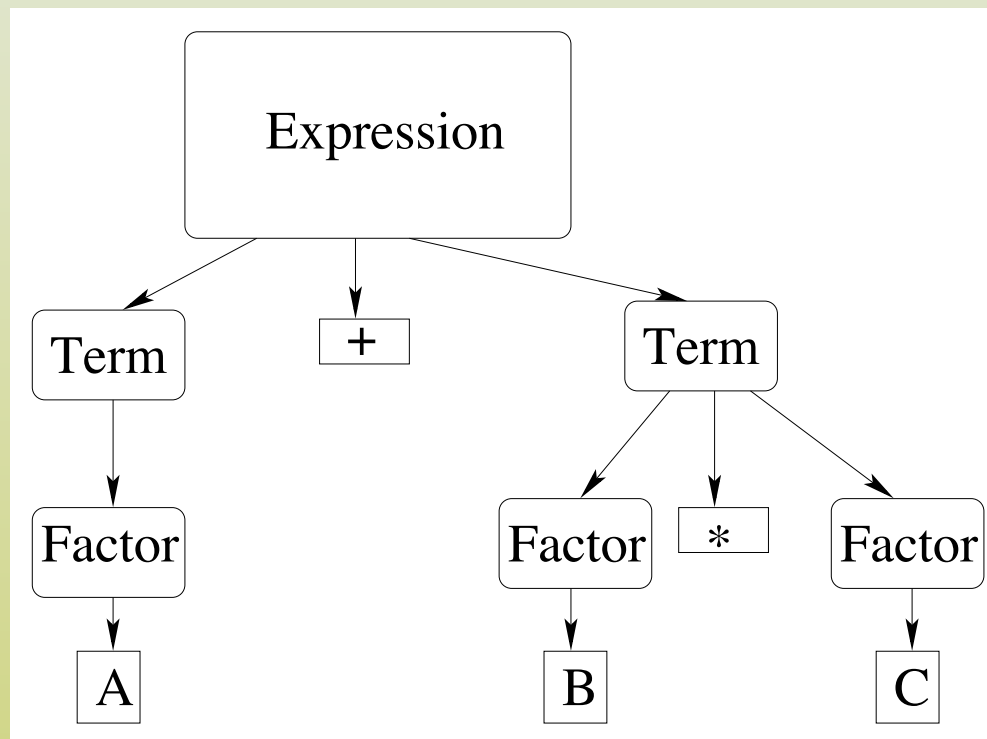 Expression
Term
+
Term
Factor
Factor
*
Factor
A
B
C